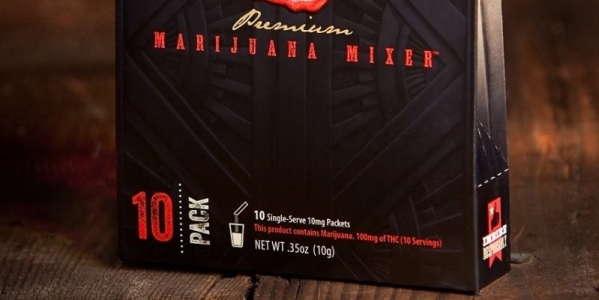 Premium
MARIJUANA MIXER™
10
PACK
10 Single-Serve 10mg Packets
This product contains Marijuana. 100mg of THC (10 Servings)
NET WT .35oz (10g)